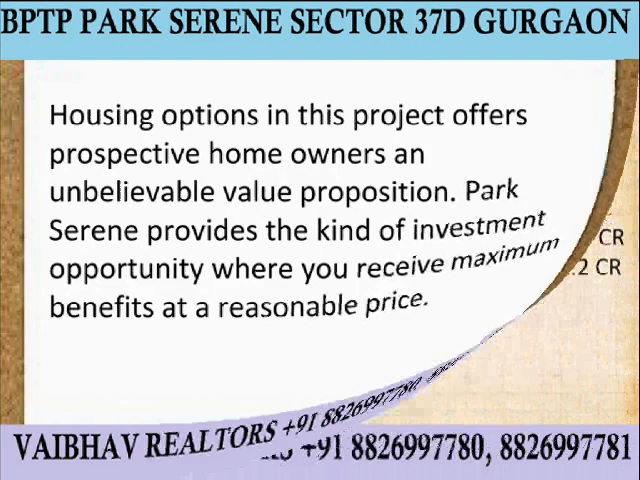 BPTP PARK SERENE SECTOR 37D GURGAON
Housing options in this project offers
prospective home owners an
unbelievable value proposition. Park
Serene provides the kind of investment
opportunity where you receive maximum
benefits at a reasonable price.
CR
.2 CR
VAIBHAV REALTORS +91 8826997780,
+91 8826997780, 8826997781